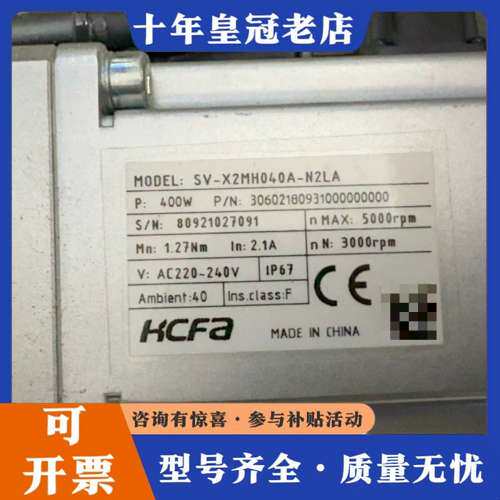 十年皇冠老店
MODEL: SV-X2MH040A-N2LA
P: 400W P/N: 30602180931000000000
S/N: 80921027091 n MAX: 5000rpm
Mn: 1.27Nm In: 2.1A n N: 3000rpm
V: AC220~240V IP67
Ambient:40 Ins.class:F CE
HCFa MADE IN CHINA
咨询有惊喜·参与补贴活动
可开票
型号齐全·质量无忧